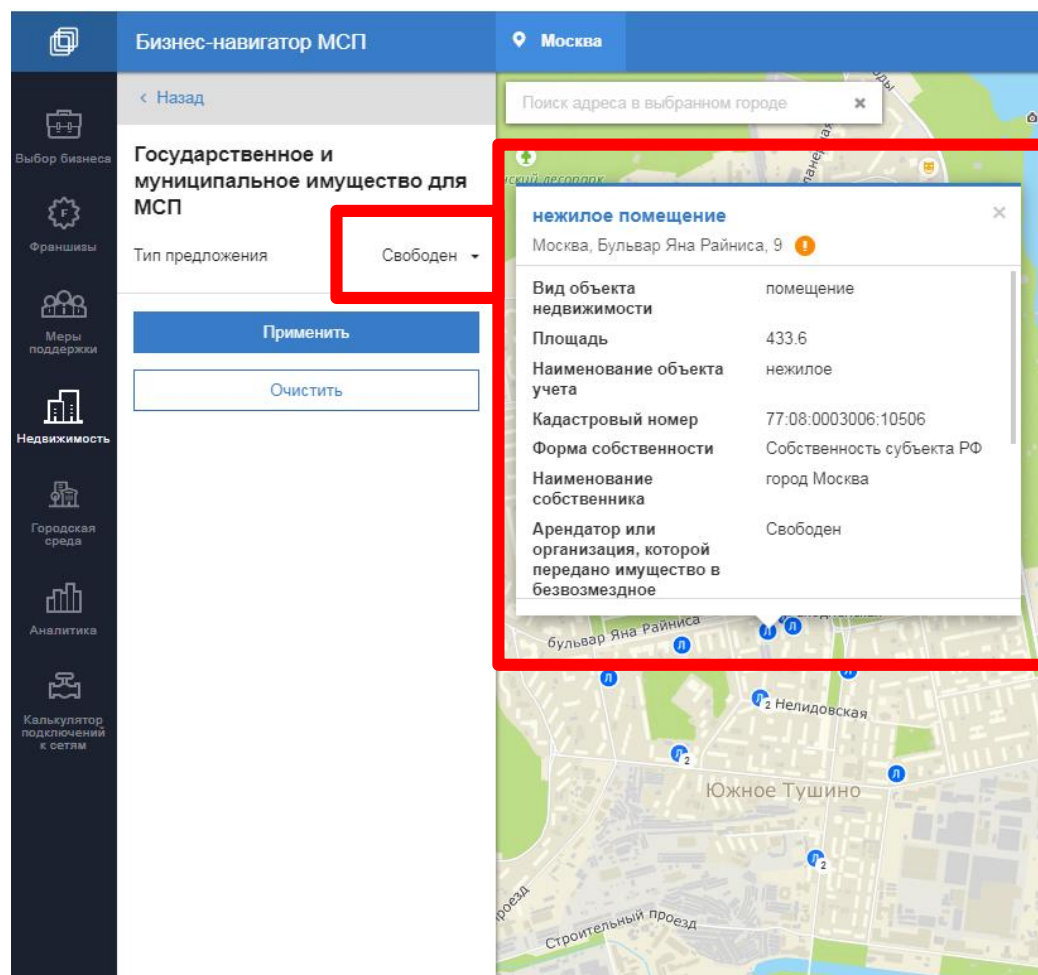 Бизнес-навигатор МСП
Москва
Выбор бизнеса
Франшизы
Меры
поддержки
Недвижимость
Городская
среда
Аналитика
Калькулятор
подключений
к сетям
< Назад
Государственное и
муниципальное имущество для
МСП
Тип предложения Свободен
Применить
Очистить
Поиск адреса в выбранном городе
нежилое помещение
Москва, Бульвар Яна Райниса, 9
Вид объекта
недвижимости
помещение
Площадь 433.6
Наименование объекта
учета
нежилое
Кадастровый номер 77:08:0003006:10506
Форма собственности Собственность субъекта РФ
Наименование
собственника
город Москва
Арендатор или
организация, которой
передано имущество в
безвозмездное
Свободен
бульвар Яна Райниса
Л
Л
Л
Л
2 Нелидовская
2
Южное Тушино
Л
2
проезд
Строительный проезд